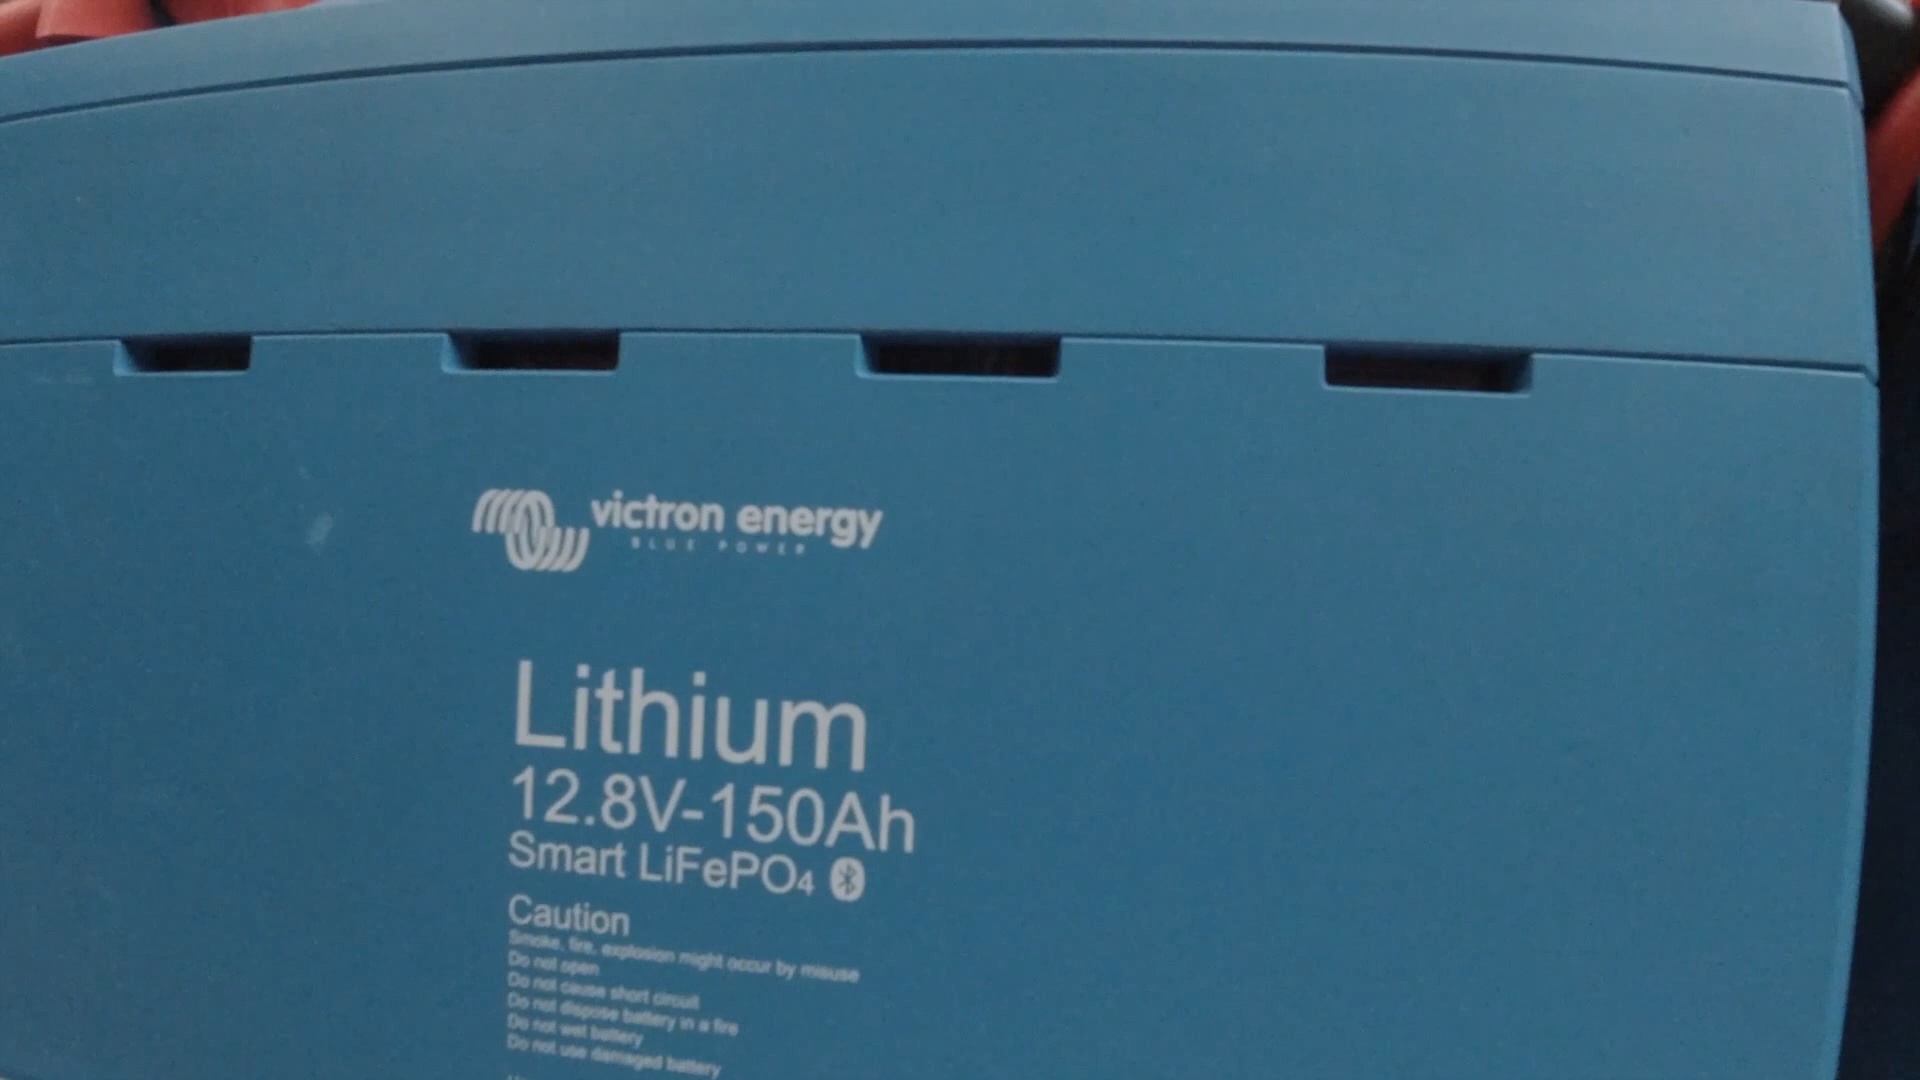 victron energy
BLUE POWER
Lithium
12.8V-150Ah
Smart LiFePO4
Caution
Smoke, fire, explosion might occur by misuse
Do not open
Do not cause short circuit
Do not dispose battery in a fire
Do not wet battery
Do not use damaged battery